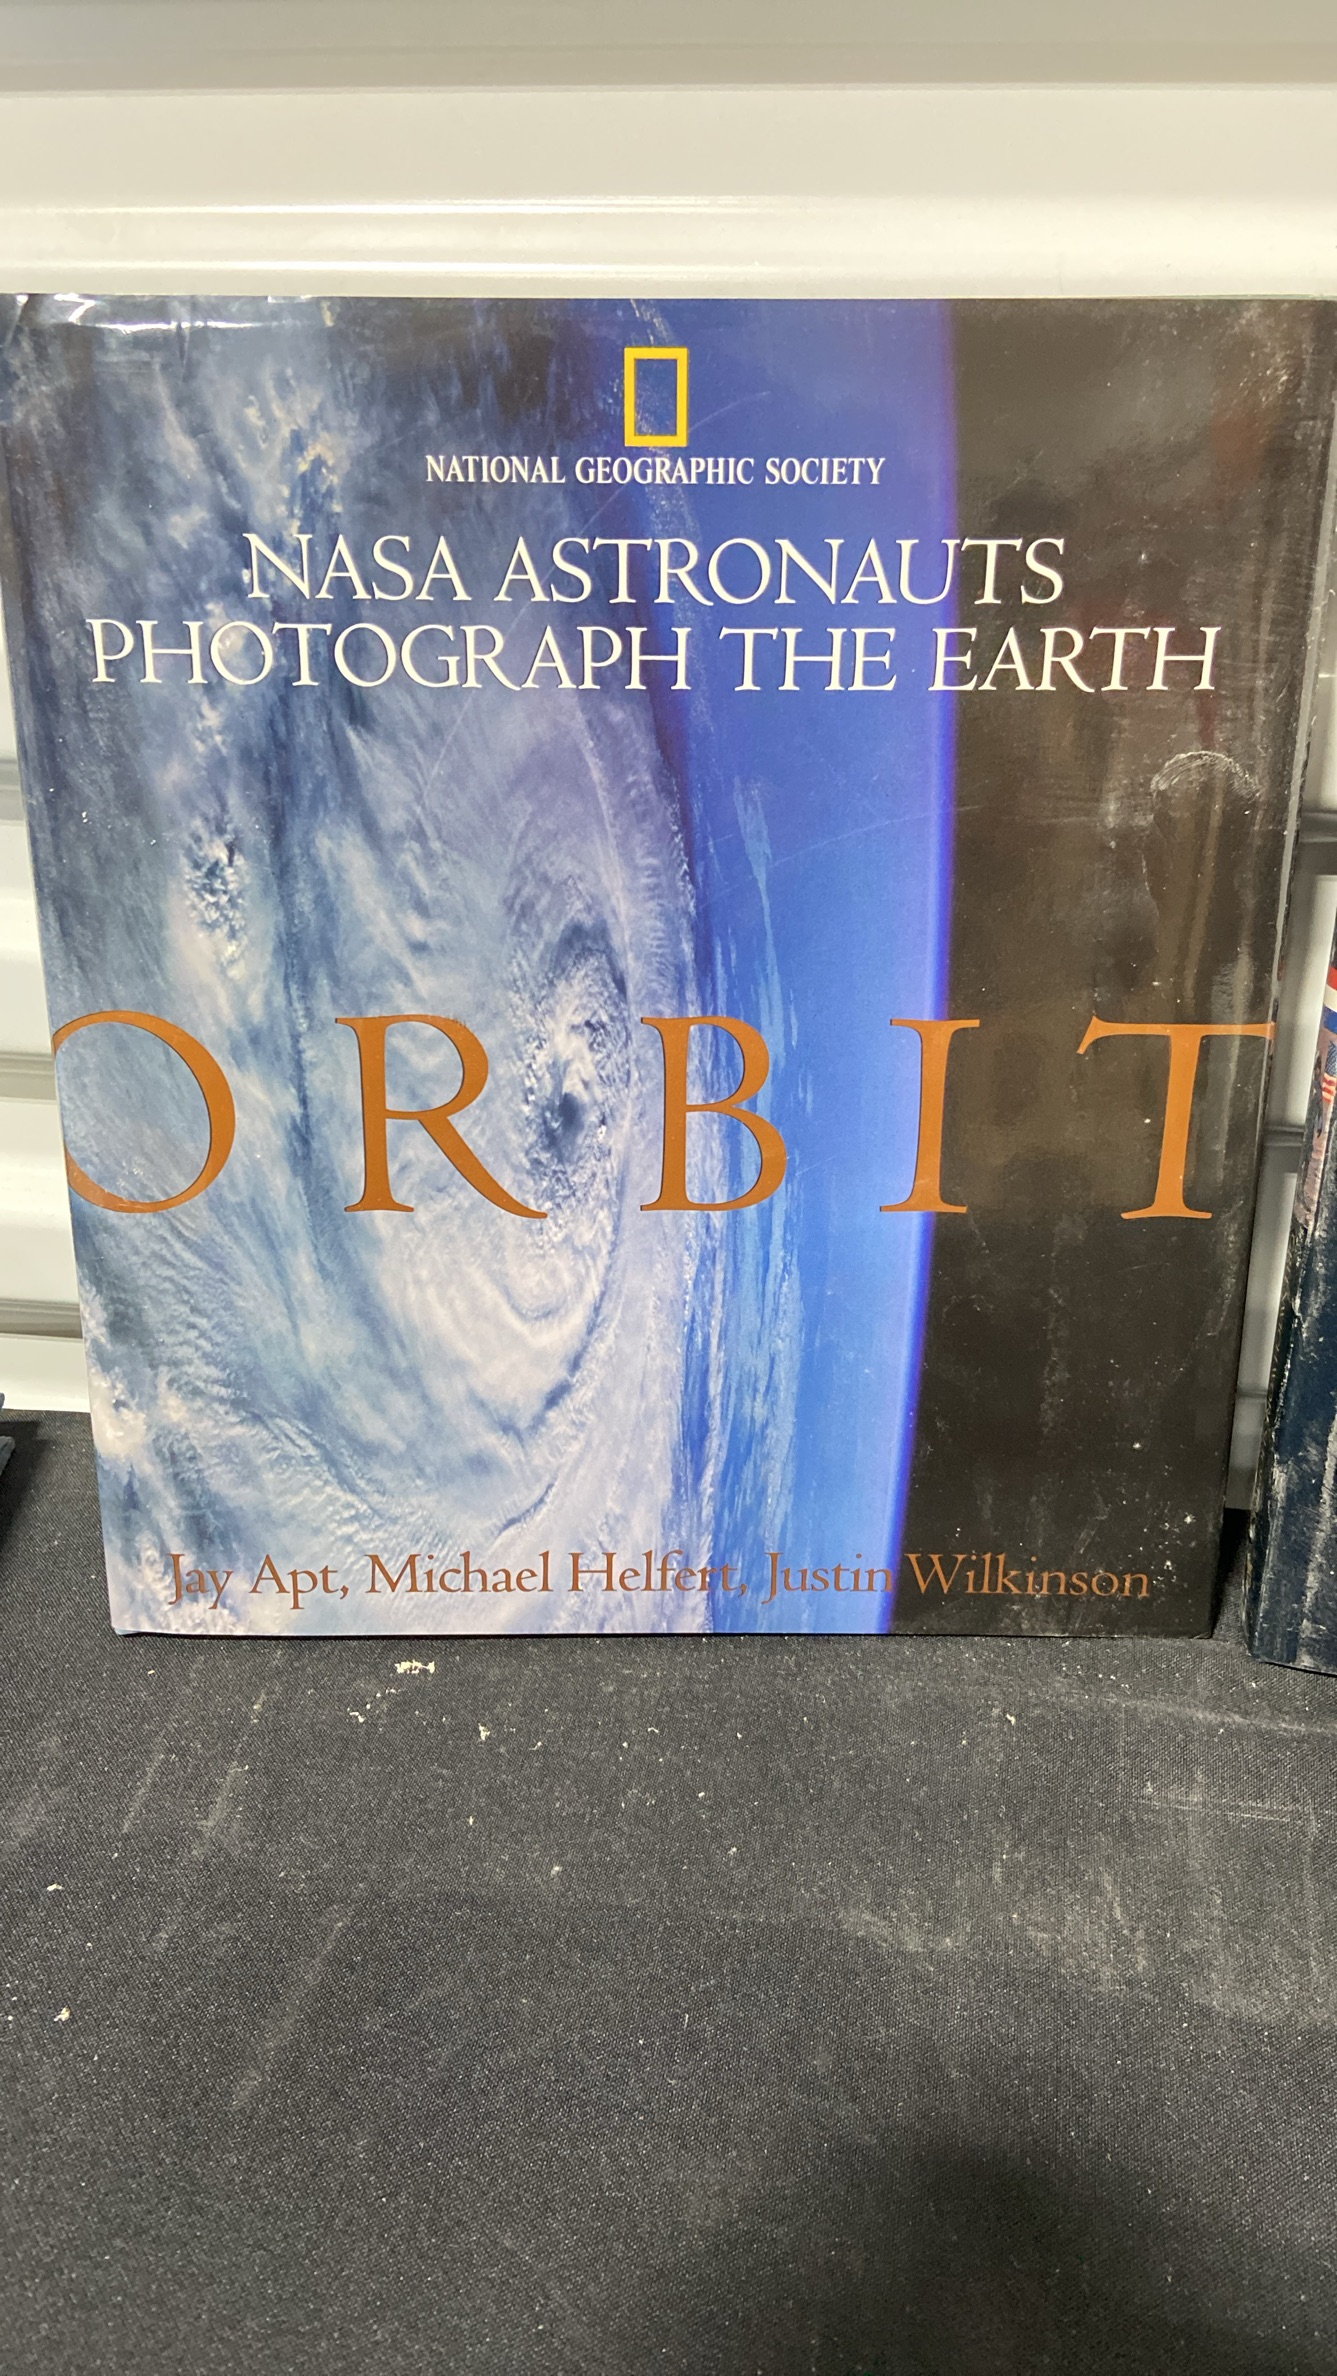 NATIONAL GEOGRAPHIC SOCIETY
NASA ASTRONAUTS
PHOTOGRAPH THE EARTH
ORBIT
Jay Apt, Michael Helfert, Justin Wilkinson